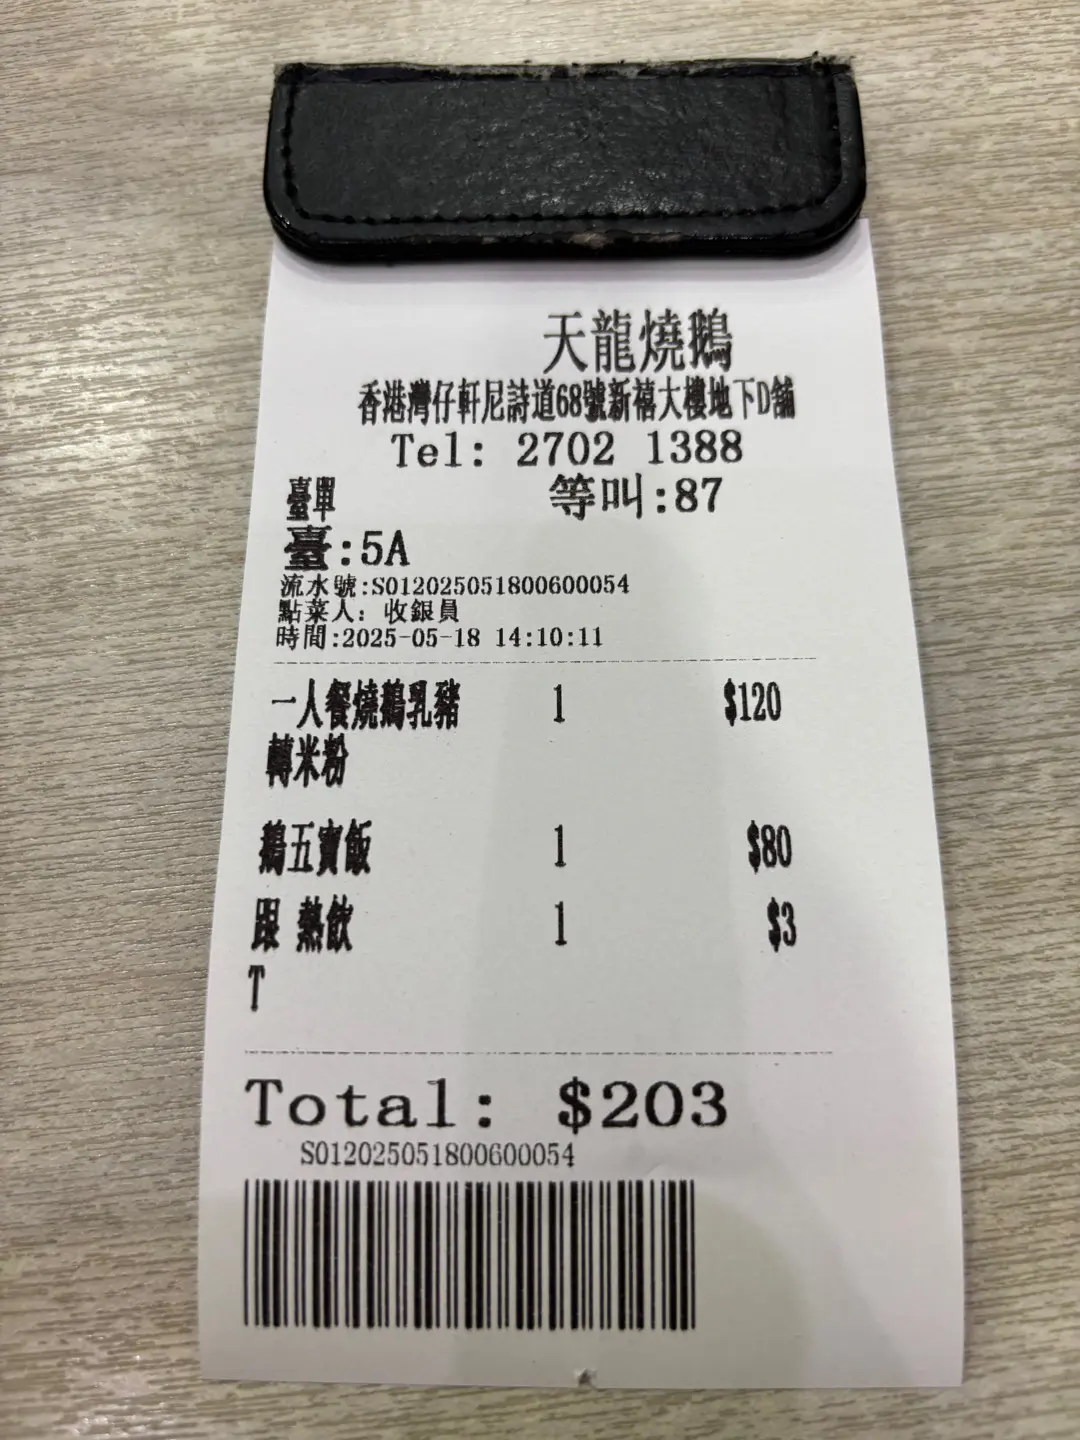 天龍燒鵝
香港灣仔軒尼詩道68號新禧大樓地下D舖
Tel: 2702 1388
臺單 等叫:87
臺:5A
流水號:S012025051800600054
點菜人: 收銀員
時間:2025-05-18 14:10:11
一人餐燒鵝乳豬 1 $120
轉米粉
鵝五寶飯 1 $80
跟 熱飲 1 $3
T
Total: $203
S012025051800600054